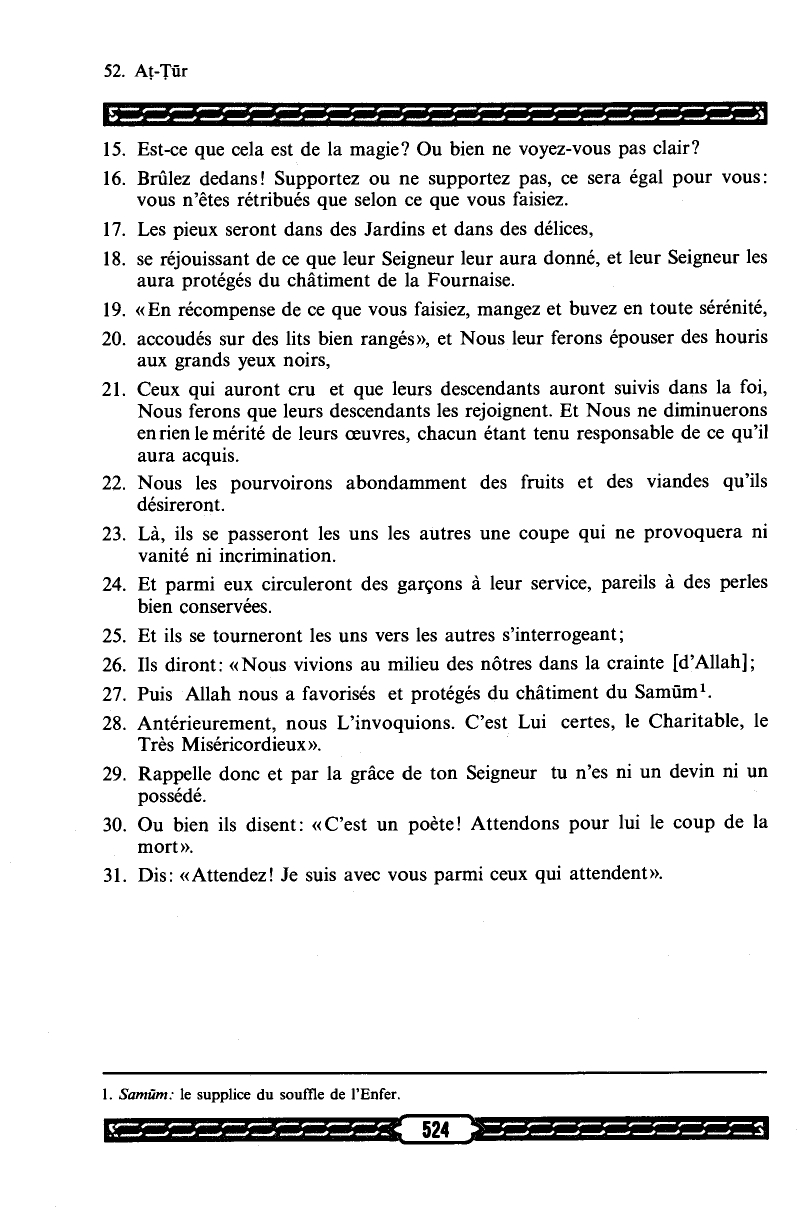 52. Aṭ-Ṭūr
15. Est-ce que cela est de la magie? Ou bien ne voyez-vous pas clair?
16. Brûlez dedans! Supportez ou ne supportez pas, ce sera égal pour vous:
vous n'êtes rétribués que selon ce que vous faisiez.
17. Les pieux seront dans des Jardins et dans des délices,
18. se réjouissant de ce que leur Seigneur leur aura donné, et leur Seigneur les
aura protégés du châtiment de la Fournaise.
19. «En récompense de ce que vous faisiez, mangez et buvez en toute sérénité,
20. accoudés sur des lits bien rangés», et Nous leur ferons épouser des houris
aux grands yeux noirs,
21. Ceux qui auront cru et que leurs descendants auront suivis dans la foi,
Nous ferons que leurs descendants les rejoignent. Et Nous ne diminuerons
en rien le mérité de leurs œuvres, chacun étant tenu responsable de ce qu'il
aura acquis.
22. Nous les pourvoirons abondamment des fruits et des viandes qu'ils
désireront.
23. Là, ils se passeront les uns les autres une coupe qui ne provoquera ni
vanité ni incrimination.
24. Et parmi eux circuleront des garçons à leur service, pareils à des perles
bien conservées.
25. Et ils se tourneront les uns vers les autres s'interrogeant;
26. Ils diront: «Nous vivions au milieu des nôtres dans la crainte [d'Allah];
27. Puis Allah nous a favorisés et protégés du châtiment du Samūm¹.
28. Antérieurement, nous L'invoquions. C'est Lui certes, le Charitable, le
Très Miséricordieux».
29. Rappelle donc et par la grâce de ton Seigneur tu n'es ni un devin ni un
possédé.
30. Ou bien ils disent: «C'est un poète! Attendons pour lui le coup de la
mort».
31. Dis: «Attendez! Je suis avec vous parmi ceux qui attendent».
1. Samūm: le supplice du souffle de l'Enfer.
524